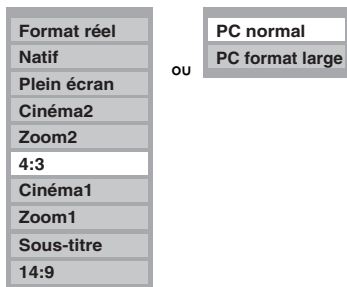 Format réel
Natif
Plein écran
Cinéma2
Zoom2
4:3
Cinéma1
Zoom1
Sous-titre
14:9
ou
PC normal
PC format large